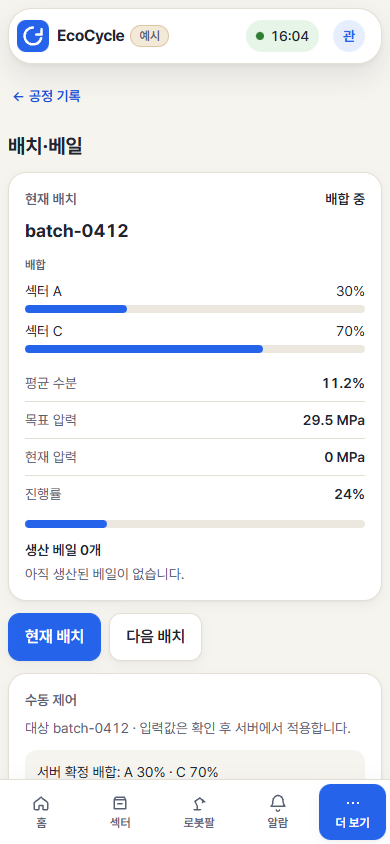 EcoCycle 예시 16:04 관
← 공정 기록
배치·베일
현재 배치 배합 중
batch-0412
배합
섹터 A 30%
섹터 C 70%
평균 수분 11.2%
목표 압력 29.5 MPa
현재 압력 0 MPa
진행률 24%
생산 베일 0개
아직 생산된 베일이 없습니다.
현재 배치 다음 배치
수동 제어
대상 batch-0412 · 입력값은 확인 후 서버에서 적용합니다.
서버 확정 배합: A 30% · C 70%
홈 섹터 로봇팔 알람 더 보기